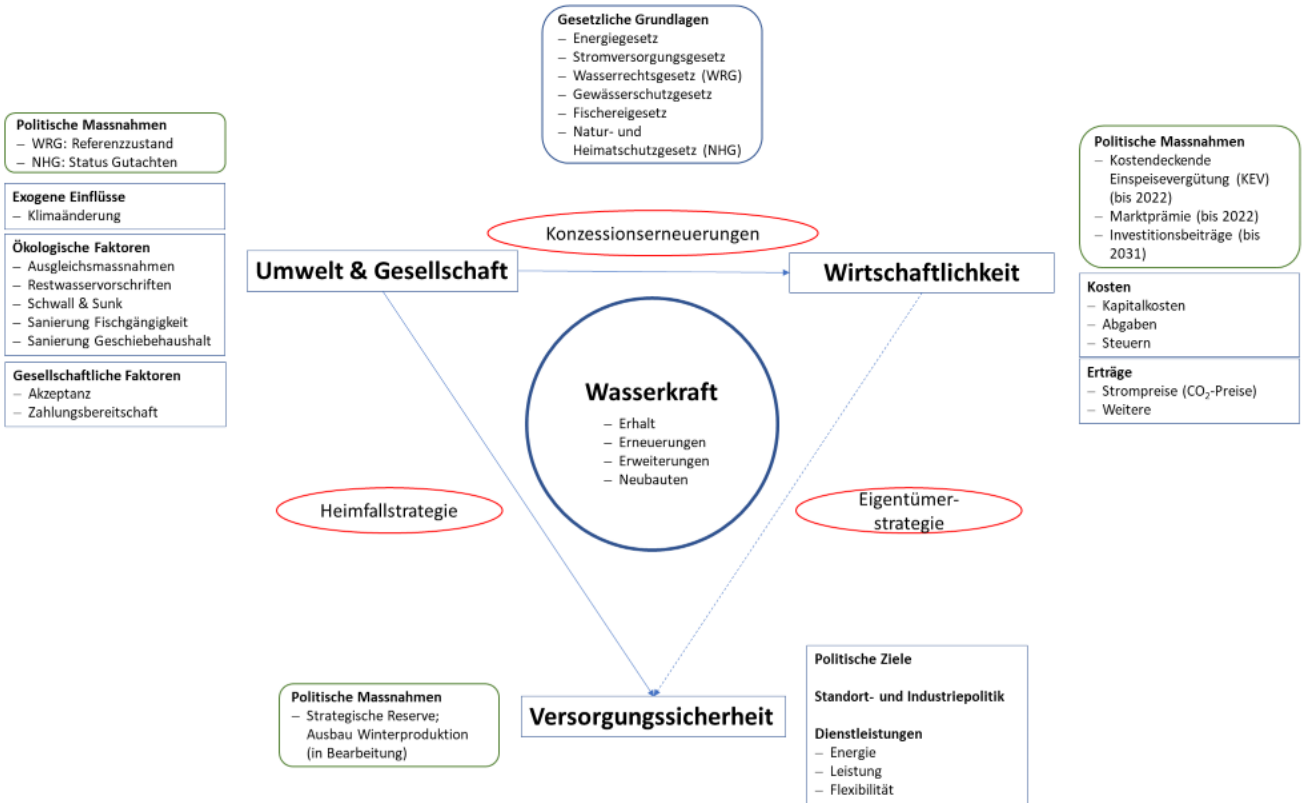 Gesetzliche Grundlagen
– Energiegesetz
– Stromversorgungsgesetz
– Wasserrechtsgesetz (WRG)
– Gewässerschutzgesetz
– Fischereigesetz
– Natur- und
Heimatschutzgesetz (NHG)
Politische Massnahmen
– WRG: Referenzzustand
– NHG: Status Gutachten
Exogene Einflüsse
– Klimaänderung
Ökologische Faktoren
– Ausgleichsmassnahmen
– Restwasservorschriften
– Schwall & Sunk
– Sanierung Fischgängigkeit
– Sanierung Geschiebehaushalt
Gesellschaftliche Faktoren
– Akzeptanz
– Zahlungsbereitschaft
Konzessionserneuerungen
Umwelt & Gesellschaft
Wirtschaftlichkeit
Politische Massnahmen
– Kostendeckende
Einspeisevergütung (KEV)
(bis 2022)
– Marktprämie (bis 2022)
– Investitionsbeiträge (bis
2031)
Kosten
– Kapitalkosten
– Abgaben
– Steuern
Erträge
– Strompreise (CO₂-Preise)
– Weitere
Wasserkraft
– Erhalt
– Erneuerungen
– Erweiterungen
– Neubauten
Heimfallstrategie
Eigentümer-
strategie
Politische Massnahmen
– Strategische Reserve;
Ausbau Winterproduktion
(in Bearbeitung)
Versorgungssicherheit
Politische Ziele
Standort- und Industriepolitik
Dienstleistungen
– Energie
– Leistung
– Flexibilität